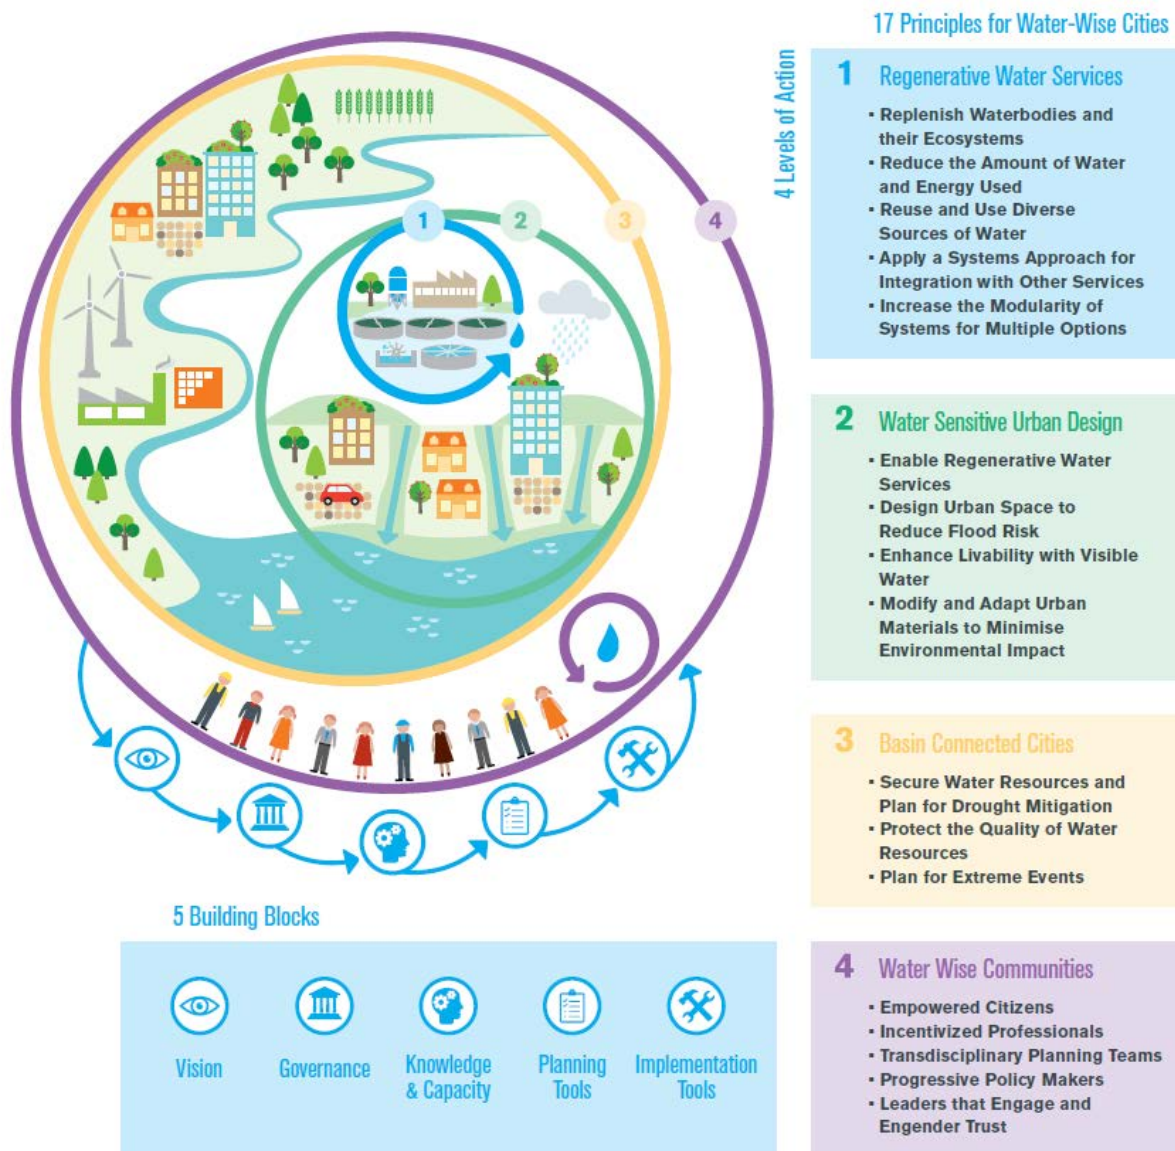 17 Principles for Water-Wise Cities
4 Levels of Action
1
2
3
4
1 Regenerative Water Services
▪ Replenish Waterbodies and
their Ecosystems
▪ Reduce the Amount of Water
and Energy Used
▪ Reuse and Use Diverse
Sources of Water
▪ Apply a Systems Approach for
Integration with Other Services
▪ Increase the Modularity of
Systems for Multiple Options
2 Water Sensitive Urban Design
▪ Enable Regenerative Water
Services
▪ Design Urban Space to
Reduce Flood Risk
▪ Enhance Livability with Visible
Water
▪ Modify and Adapt Urban
Materials to Minimise
Environmental Impact
3 Basin Connected Cities
▪ Secure Water Resources and
Plan for Drought Mitigation
▪ Protect the Quality of Water
Resources
▪ Plan for Extreme Events
4 Water Wise Communities
▪ Empowered Citizens
▪ Incentivized Professionals
▪ Transdisciplinary Planning Teams
▪ Progressive Policy Makers
▪ Leaders that Engage and
Engender Trust
5 Building Blocks
Vision
Governance
Knowledge
& Capacity
Planning
Tools
Implementation
Tools